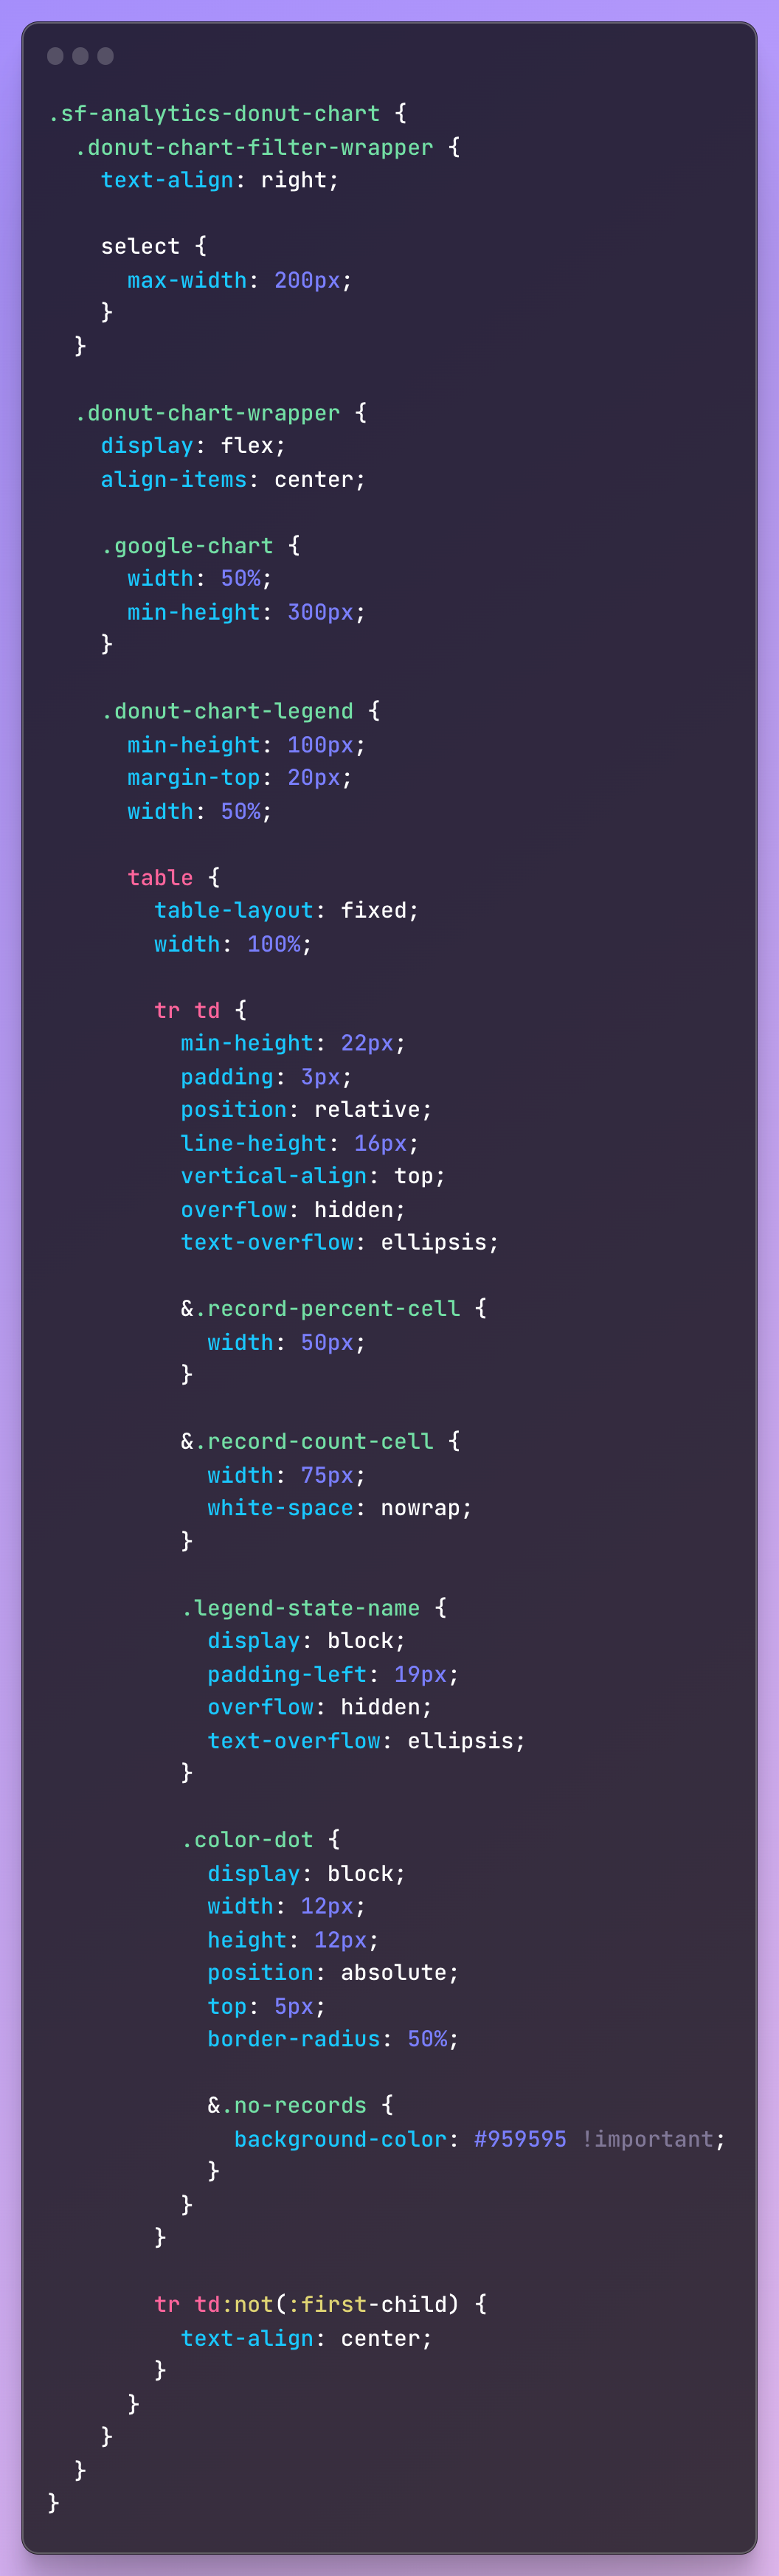 .sf-analytics-donut-chart {
  .donut-chart-filter-wrapper {
    text-align: right;

    select {
      max-width: 200px;
    }
  }

  .donut-chart-wrapper {
    display: flex;
    align-items: center;

    .google-chart {
      width: 50%;
      min-height: 300px;
    }

    .donut-chart-legend {
      min-height: 100px;
      margin-top: 20px;
      width: 50%;

      table {
        table-layout: fixed;
        width: 100%;

        tr td {
          min-height: 22px;
          padding: 3px;
          position: relative;
          line-height: 16px;
          vertical-align: top;
          overflow: hidden;
          text-overflow: ellipsis;

          &.record-percent-cell {
            width: 50px;
          }

          &.record-count-cell {
            width: 75px;
            white-space: nowrap;
          }

          .legend-state-name {
            display: block;
            padding-left: 19px;
            overflow: hidden;
            text-overflow: ellipsis;
          }

          .color-dot {
            display: block;
            width: 12px;
            height: 12px;
            position: absolute;
            top: 5px;
            border-radius: 50%;

            &.no-records {
              background-color: #959595 !important;
            }
          }
        }

        tr td:not(:first-child) {
          text-align: center;
        }
      }
    }
  }
}